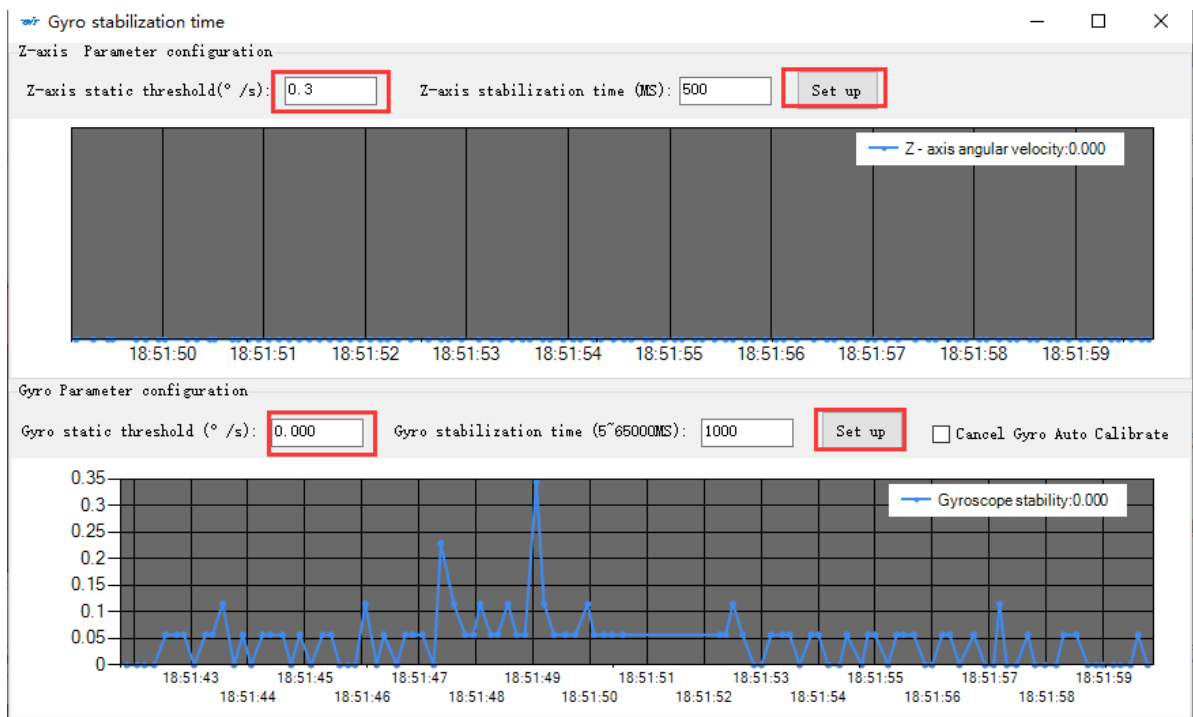 Gyro stabilization time
Z-axis Parameter configuration
Z-axis static threshold(° /s): 0.3 Z-axis stabilization time (MS): 500 Set up
Z - axis angular velocity:0.000
18:51:50 18:51:51 18:51:52 18:51:53 18:51:54 18:51:55 18:51:56 18:51:57 18:51:58 18:51:59
Gyro Parameter configuration
Gyro static threshold (° /s): 0.000 Gyro stabilization time (5~65000MS): 1000 Set up Cancel Gyro Auto Calibrate
Gyroscope stability:0.000
0.35
0.3
0.25
0.2
0.15
0.1
0.05
0
18:51:43 18:51:45 18:51:47 18:51:49 18:51:51 18:51:53 18:51:55 18:51:57 18:51:59
18:51:44 18:51:46 18:51:48 18:51:50 18:51:52 18:51:54 18:51:56 18:51:58